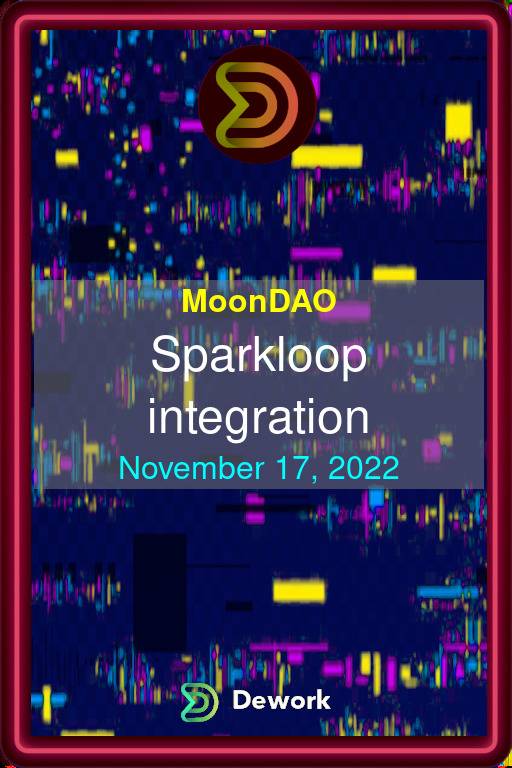 MoonDAO
Sparkloop
integration
November 17, 2022
Dework